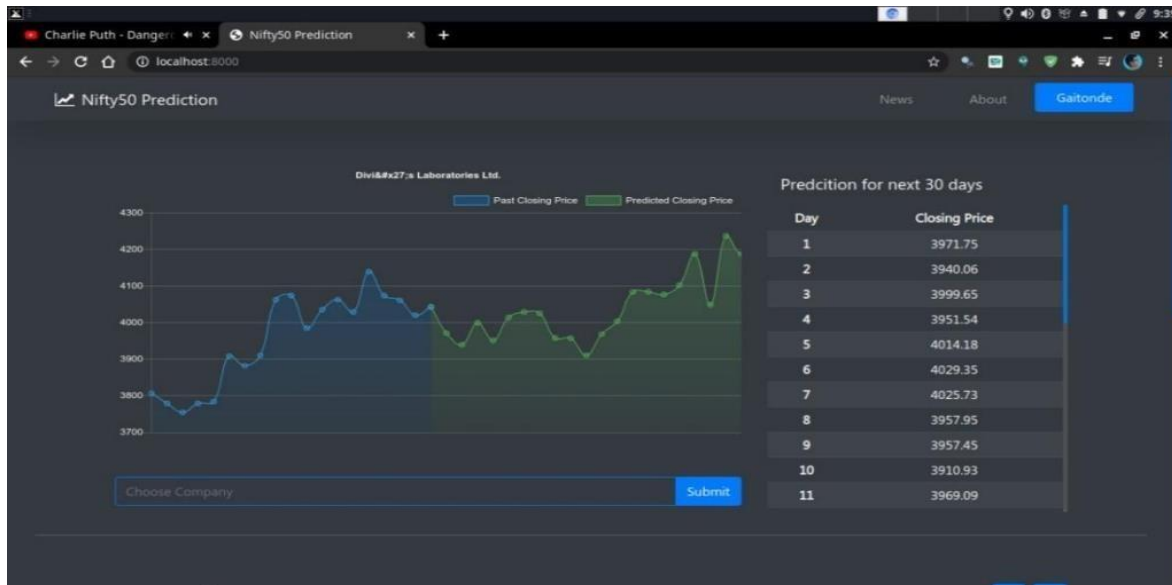 9:3
Charlie Puth - Danger
Nifty50 Prediction
localhost:8000
Nifty50 Prediction
News About Gaitonde
Divi&#x27;s Laboratories Ltd.
Past Closing Price Predicted Closing Price
4300
4200
4100
4000
3900
3800
3700
Choose Company Submit
Predcition for next 30 days
Day Closing Price
1 3971.75
2 3940.06
3 3999.65
4 3951.54
5 4014.18
6 4029.35
7 4025.73
8 3957.95
9 3957.45
10 3910.93
11 3969.09